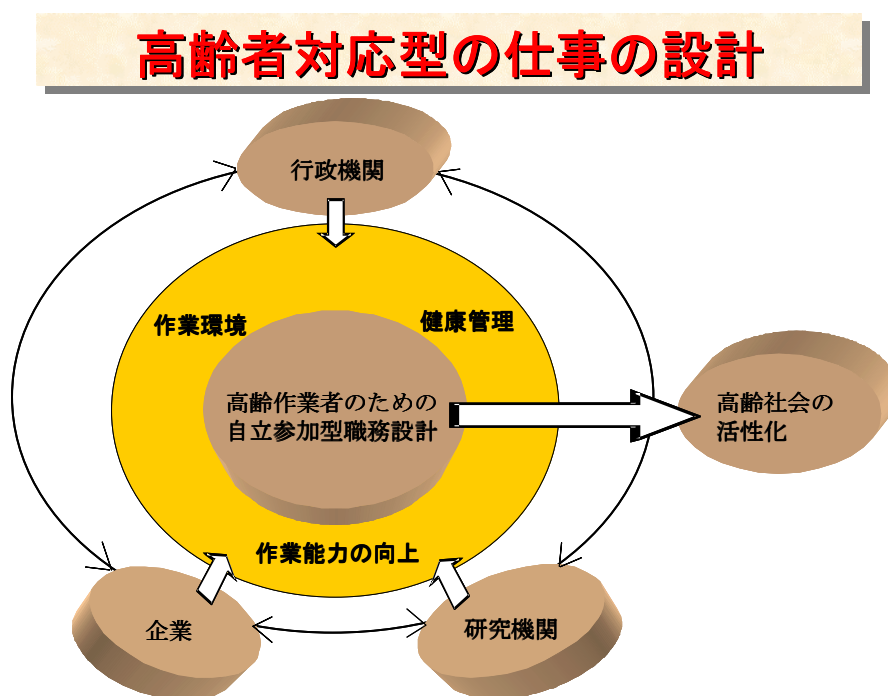 高齢者対応型の仕事の設計
行政機関
作業環境
健康管理
高齢作業者のための
自立参加型職務設計
高齢社会の
活性化
作業能力の向上
企業
研究機関